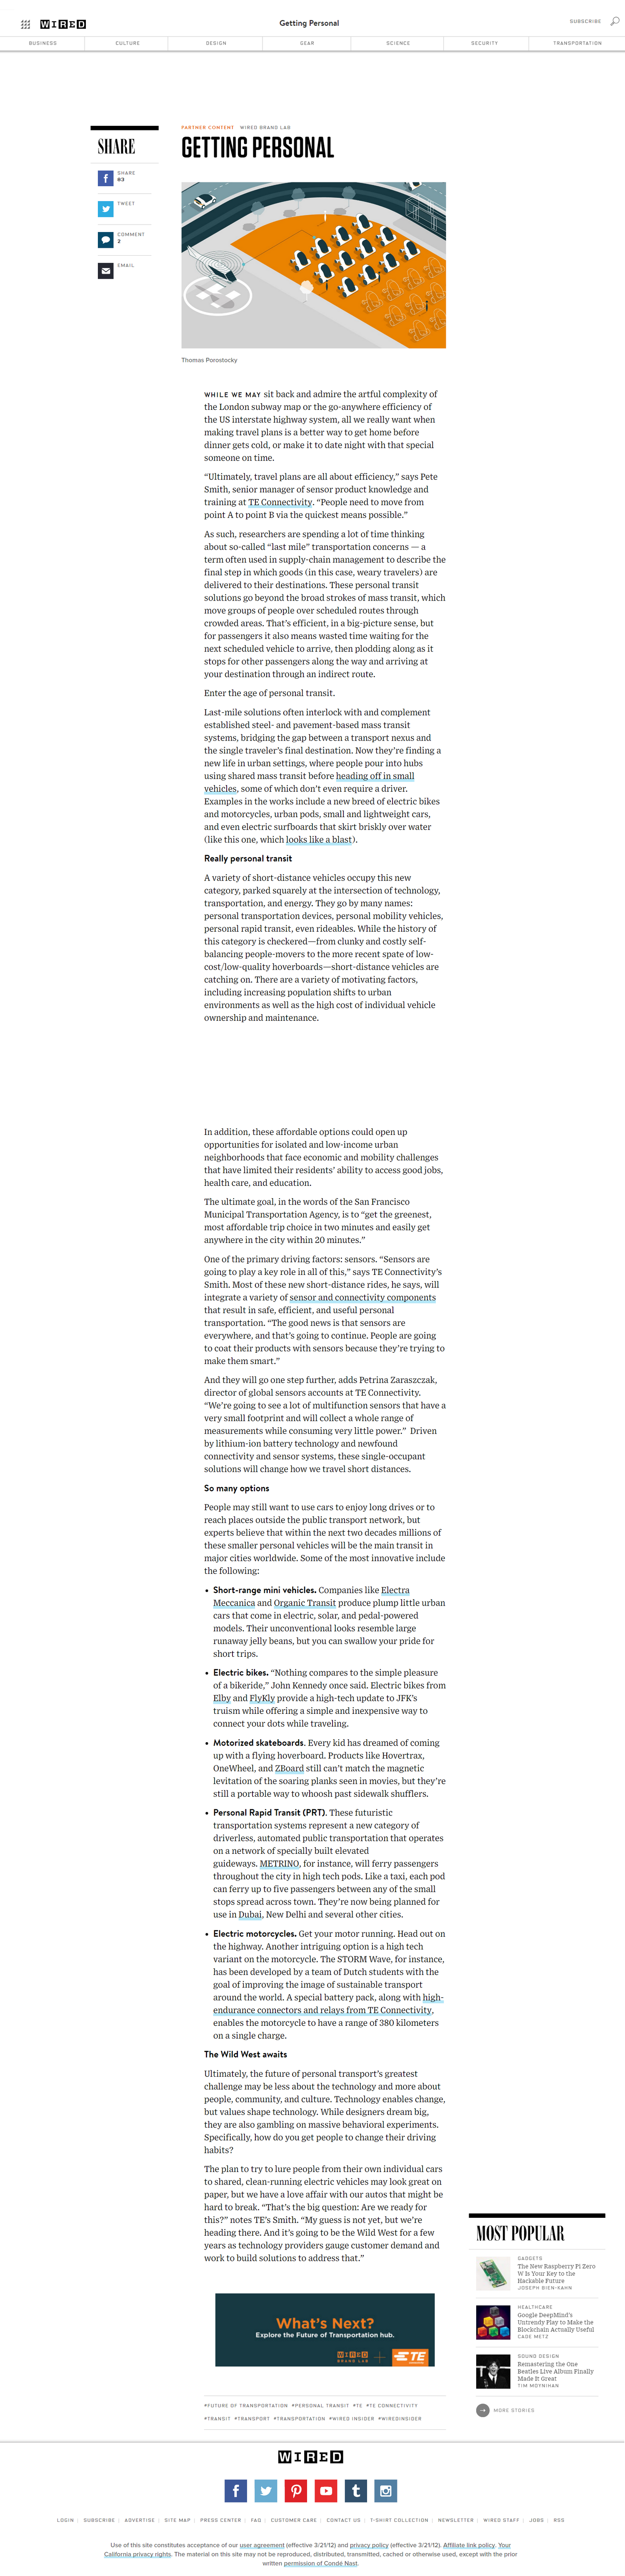 WIRED
Getting Personal
SUBSCRIBE
BUSINESS
CULTURE
DESIGN
GEAR
SCIENCE
SECURITY
TRANSPORTATION
SHARE
SHARE
83
TWEET
COMMENT
2
EMAIL
PARTNER CONTENT WIRED BRAND LAB
GETTING PERSONAL
Thomas Porostocky
WHILE WE MAY sit back and admire the artful complexity of
the London subway map or the go-anywhere efficiency of
the US interstate highway system, all we really want when
making travel plans is a better way to get home before
dinner gets cold, or make it to date night with that special
someone on time.
“Ultimately, travel plans are all about efficiency,” says Pete
Smith, senior manager of sensor product knowledge and
training at TE Connectivity. “People need to move from
point A to point B via the quickest means possible.”
As such, researchers are spending a lot of time thinking
about so-called “last mile” transportation concerns — a
term often used in supply-chain management to describe the
final step in which goods (in this case, weary travelers) are
delivered to their destinations. These personal transit
solutions go beyond the broad strokes of mass transit, which
move groups of people over scheduled routes through
crowded areas. That’s efficient, in a big-picture sense, but
for passengers it also means wasted time waiting for the
next scheduled vehicle to arrive, then plodding along as it
stops for other passengers along the way and arriving at
your destination through an indirect route.
Enter the age of personal transit.
Last-mile solutions often interlock with and complement
established steel- and pavement-based mass transit
systems, bridging the gap between a transport nexus and
the single traveler’s final destination. Now they’re finding a
new life in urban settings, where people pour into hubs
using shared mass transit before heading off in small
vehicles, some of which don’t even require a driver.
Examples in the works include a new breed of electric bikes
and motorcycles, urban pods, small and lightweight cars,
and even electric surfboards that skirt briskly over water
(like this one, which looks like a blast).
Really personal transit
A variety of short-distance vehicles occupy this new
category, parked squarely at the intersection of technology,
transportation, and energy. They go by many names:
personal transportation devices, personal mobility vehicles,
personal rapid transit, even rideables. While the history of
this category is checkered—from clunky and costly self-
balancing people-movers to the more recent spate of low-
cost/low-quality hoverboards—short-distance vehicles are
catching on. There are a variety of motivating factors,
including increasing population shifts to urban
environments as well as the high cost of individual vehicle
ownership and maintenance.
In addition, these affordable options could open up
opportunities for isolated and low-income urban
neighborhoods that face economic and mobility challenges
that have limited their residents’ ability to access good jobs,
health care, and education.
The ultimate goal, in the words of the San Francisco
Municipal Transportation Agency, is to “get the greenest,
most affordable trip choice in two minutes and easily get
anywhere in the city within 20 minutes.”
One of the primary driving factors: sensors. “Sensors are
going to play a key role in all of this,” says TE Connectivity’s
Smith. Most of these new short-distance rides, he says, will
integrate a variety of sensor and connectivity components
that result in safe, efficient, and useful personal
transportation. “The good news is that sensors are
everywhere, and that’s going to continue. People are going
to coat their products with sensors because they’re trying to
make them smart.”
And they will go one step further, adds Petrina Zaraszczak,
director of global sensors accounts at TE Connectivity.
“We’re going to see a lot of multifunction sensors that have a
very small footprint and will collect a whole range of
measurements while consuming very little power.” Driven
by lithium-ion battery technology and newfound
connectivity and sensor systems, these single-occupant
solutions will change how we travel short distances.
So many options
People may still want to use cars to enjoy long drives or to
reach places outside the public transport network, but
experts believe that within the next two decades millions of
these smaller personal vehicles will be the main transit in
major cities worldwide. Some of the most innovative include
the following:
• Short-range mini vehicles. Companies like Electra
Meccanica and Organic Transit produce plump little urban
cars that come in electric, solar, and pedal-powered
models. Their unconventional looks resemble large
runaway jelly beans, but you can swallow your pride for
short trips.
• Electric bikes. “Nothing compares to the simple pleasure
of a bikeride,” John Kennedy once said. Electric bikes from
Elby and FlyKly provide a high-tech update to JFK’s
truism while offering a simple and inexpensive way to
connect your dots while traveling.
• Motorized skateboards. Every kid has dreamed of coming
up with a flying hoverboard. Products like Hovertrax,
OneWheel, and ZBoard still can’t match the magnetic
levitation of the soaring planks seen in movies, but they’re
still a portable way to whoosh past sidewalk shufflers.
• Personal Rapid Transit (PRT). These futuristic
transportation systems represent a new category of
driverless, automated public transportation that operates
on a network of specially built elevated
guideways. METRINO, for instance, will ferry passengers
throughout the city in high tech pods. Like a taxi, each pod
can ferry up to five passengers between any of the small
stops spread across town. They’re now being planned for
use in Dubai, New Delhi and several other cities.
• Electric motorcycles. Get your motor running. Head out on
the highway. Another intriguing option is a high tech
variant on the motorcycle. The STORM Wave, for instance,
has been developed by a team of Dutch students with the
goal of improving the image of sustainable transport
around the world. A special battery pack, along with high-
endurance connectors and relays from TE Connectivity,
enables the motorcycle to have a range of 380 kilometers
on a single charge.
The Wild West awaits
Ultimately, the future of personal transport’s greatest
challenge may be less about the technology and more about
people, community, and culture. Technology enables change,
but values shape technology. While designers dream big,
they are also gambling on massive behavioral experiments.
Specifically, how do you get people to change their driving
habits?
The plan to try to lure people from their own individual cars
to shared, clean-running electric vehicles may look great on
paper, but we have a love affair with our autos that might be
hard to break. “That’s the big question: Are we ready for
this?” notes TE’s Smith. “My guess is not yet, but we’re
heading there. And it’s going to be the Wild West for a few
years as technology providers gauge customer demand and
work to build solutions to address that.”
What’s Next?
Explore the Future of Transportation hub.
WIRED
BRAND LAB
TE
#FUTURE OF TRANSPORTATION #PERSONAL TRANSIT #TE #TE CONNECTIVITY
#TRANSIT #TRANSPORT #TRANSPORTATION #WIRED INSIDER #WIREDINSIDER
MOST POPULAR
GADGETS
The New Raspberry Pi Zero
W Is Your Key to the
Hackable Future
JOSEPH BIEN-KAHN
HEALTHCARE
Google DeepMind’s
Untrendy Play to Make the
Blockchain Actually Useful
CADE METZ
SOUND DESIGN
Remastering the One
Beatles Live Album Finally
Made It Great
TIM MOYNIHAN
MORE STORIES
WIRED
LOGIN | SUBSCRIBE | ADVERTISE | SITE MAP | PRESS CENTER | FAQ | CUSTOMER CARE | CONTACT US | T-SHIRT COLLECTION | NEWSLETTER | WIRED STAFF | JOBS | RSS
Use of this site constitutes acceptance of our user agreement (effective 3/21/12) and privacy policy (effective 3/21/12). Affiliate link policy. Your
California privacy rights. The material on this site may not be reproduced, distributed, transmitted, cached or otherwise used, except with the prior
written permission of Condé Nast.